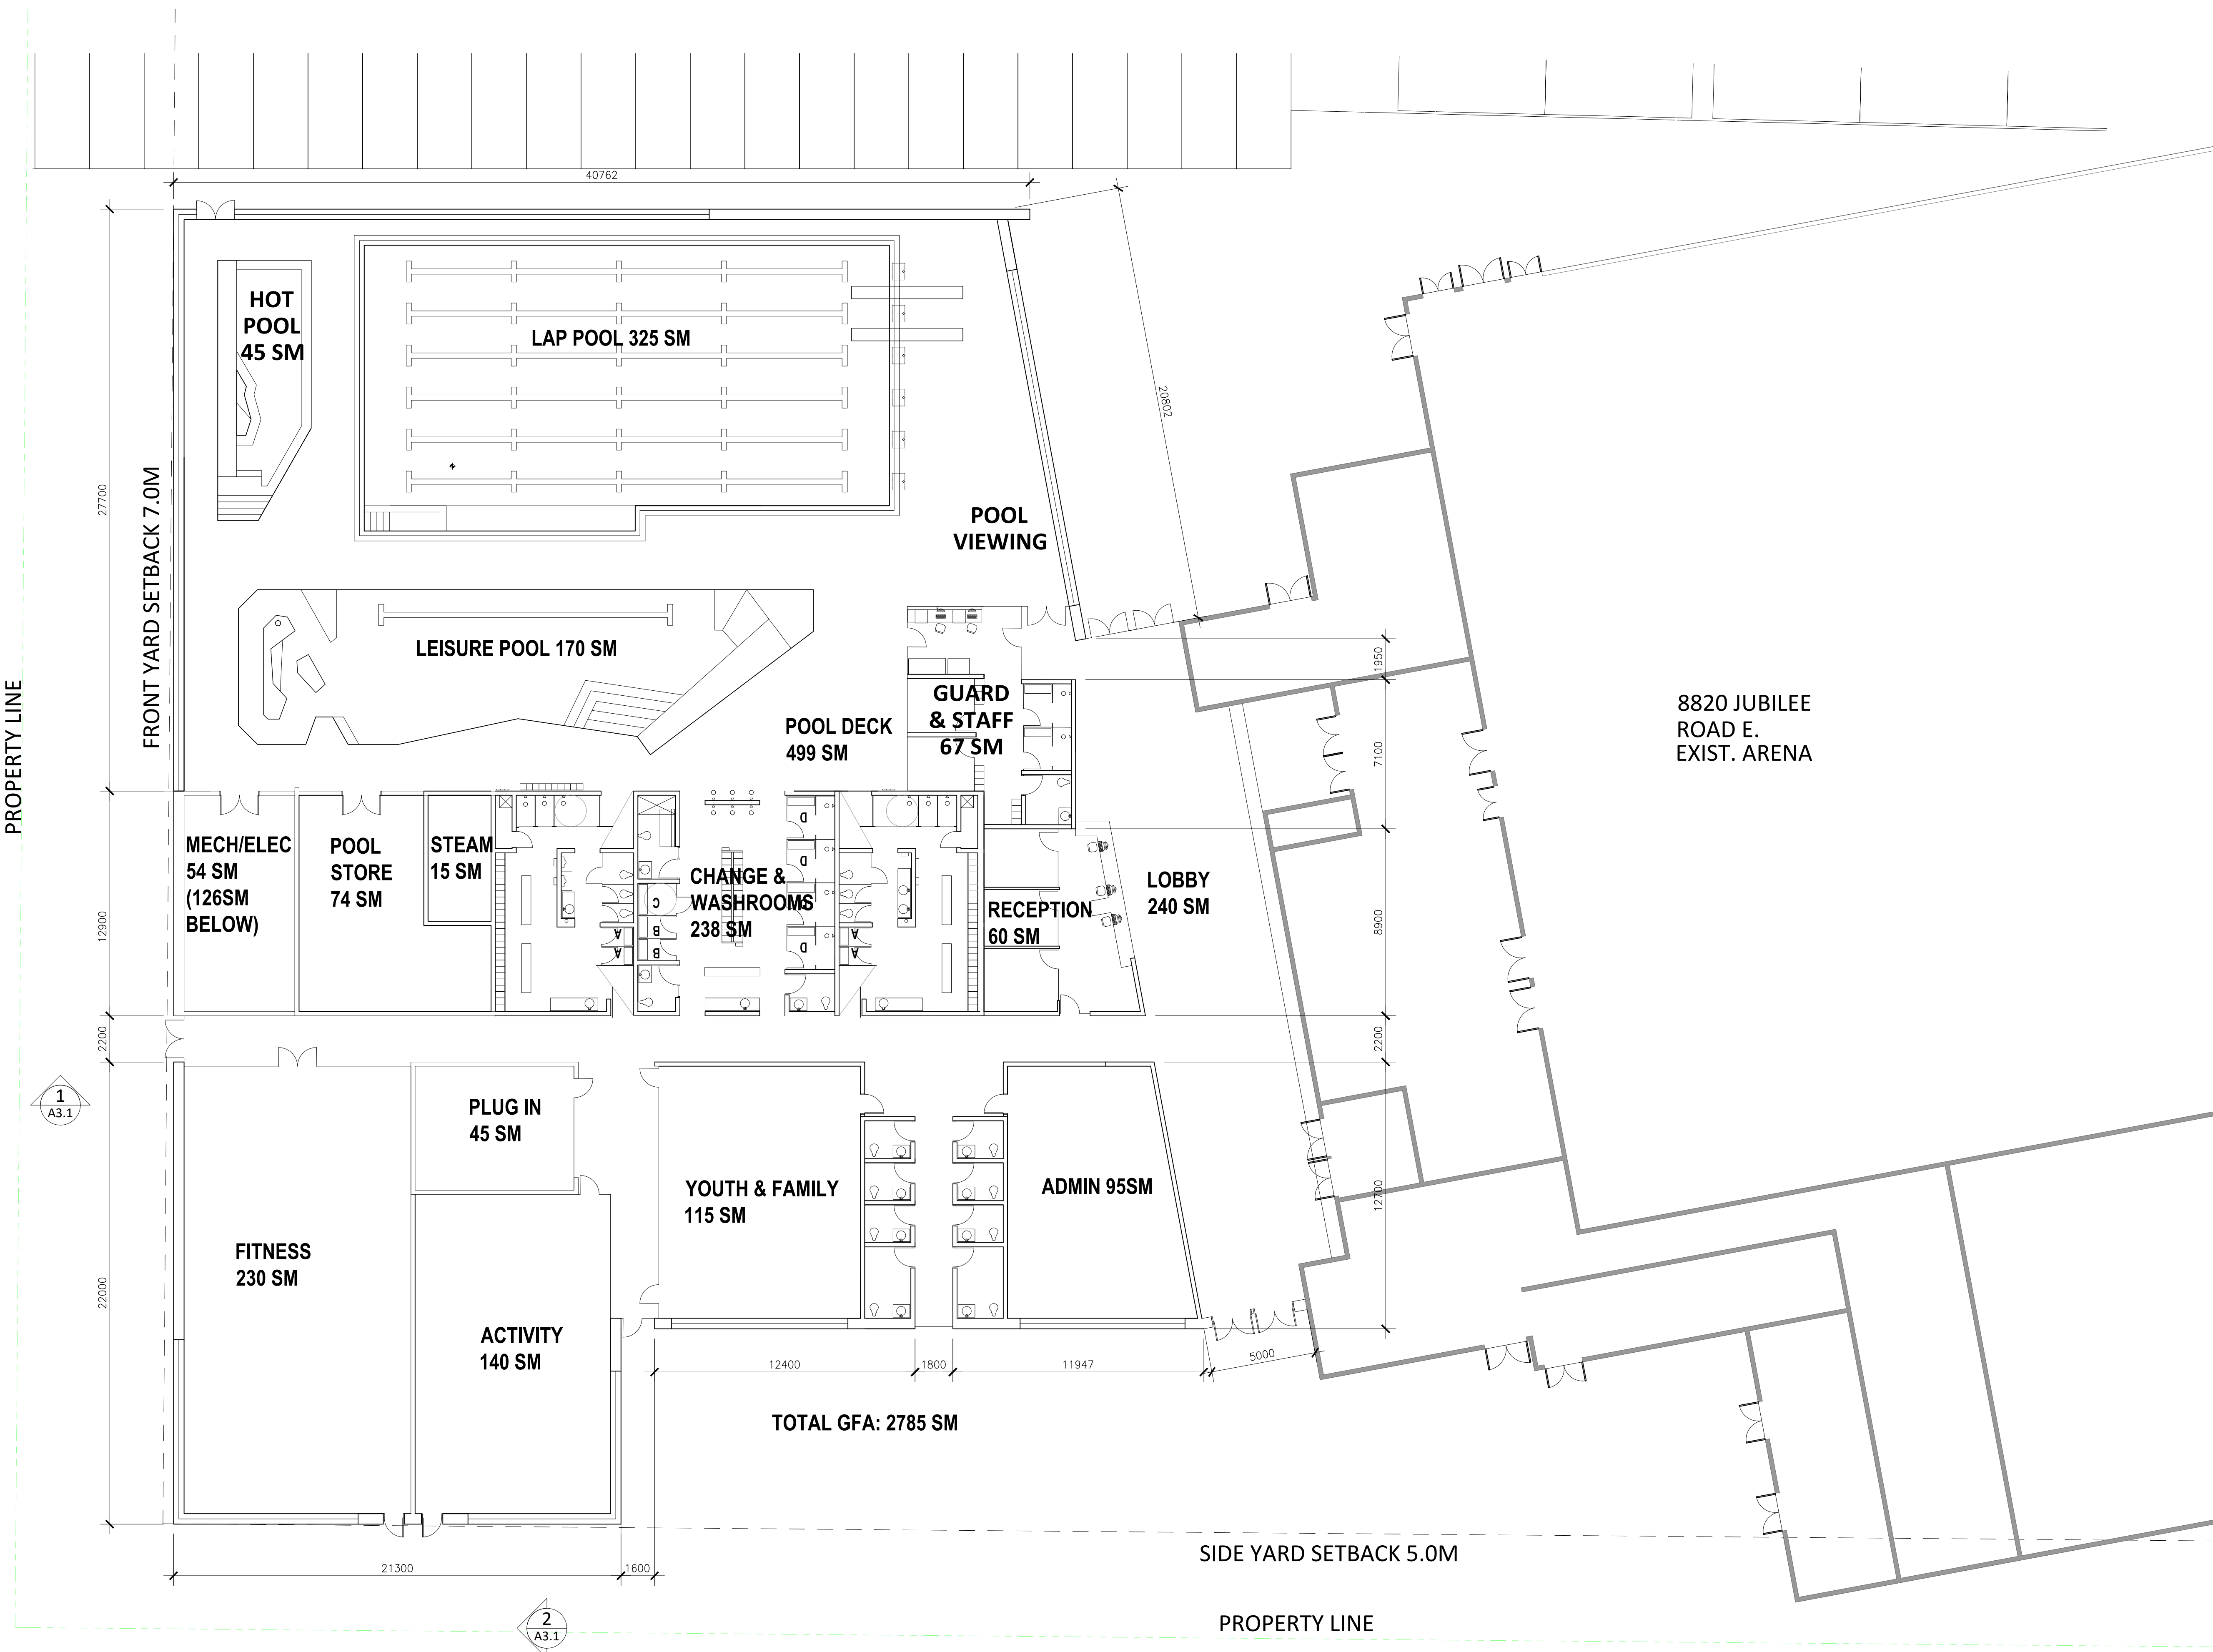 40762
HOT
POOL
45 SM
LAP POOL 325 SM
20802
27700
FRONT YARD SETBACK 7.0M
PROPERTY LINE
POOL
VIEWING
LEISURE POOL 170 SM
1950
GUARD
& STAFF
67 SM
POOL DECK
499 SM
8820 JUBILEE
ROAD E.
EXIST. ARENA
7100
MECH/ELEC
54 SM
(126SM
BELOW)
POOL
STORE
74 SM
STEAM
15 SM
CHANGE &
WASHROOMS
238 SM
A
A
C
B
B
D
D
D
D
A
A
RECEPTION
60 SM
LOBBY
240 SM
12900
8900
2200
2200
1
A3.1
PLUG IN
45 SM
YOUTH & FAMILY
115 SM
ADMIN 95SM
12700
FITNESS
230 SM
22000
ACTIVITY
140 SM
12400
1800
11947
5000
TOTAL GFA: 2785 SM
SIDE YARD SETBACK 5.0M
21300
1600
2
A3.1
PROPERTY LINE